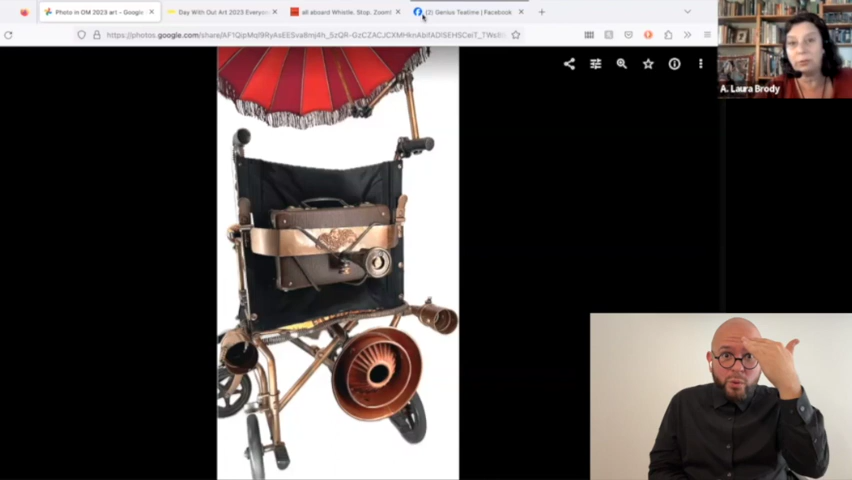 Photo in OM 2023 art - Google
Day With Out Art 2023 Everyon
all aboard Whistle. Stop. Zoom!
(2) Genius Teatime | Facebook
A. Laura Brody